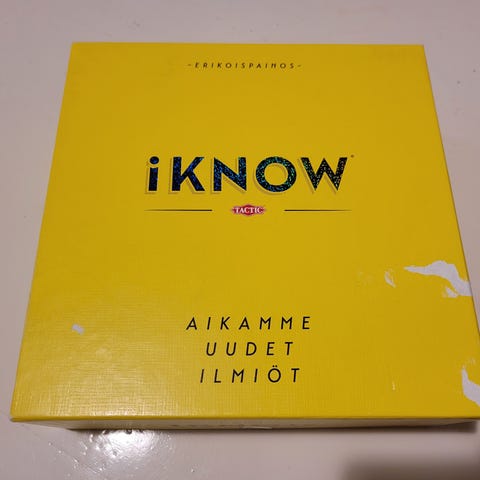 -ERIKOISPAINOS-
iKNOW
TACTIC
AIKAMME
UUDET
ILMIÖT